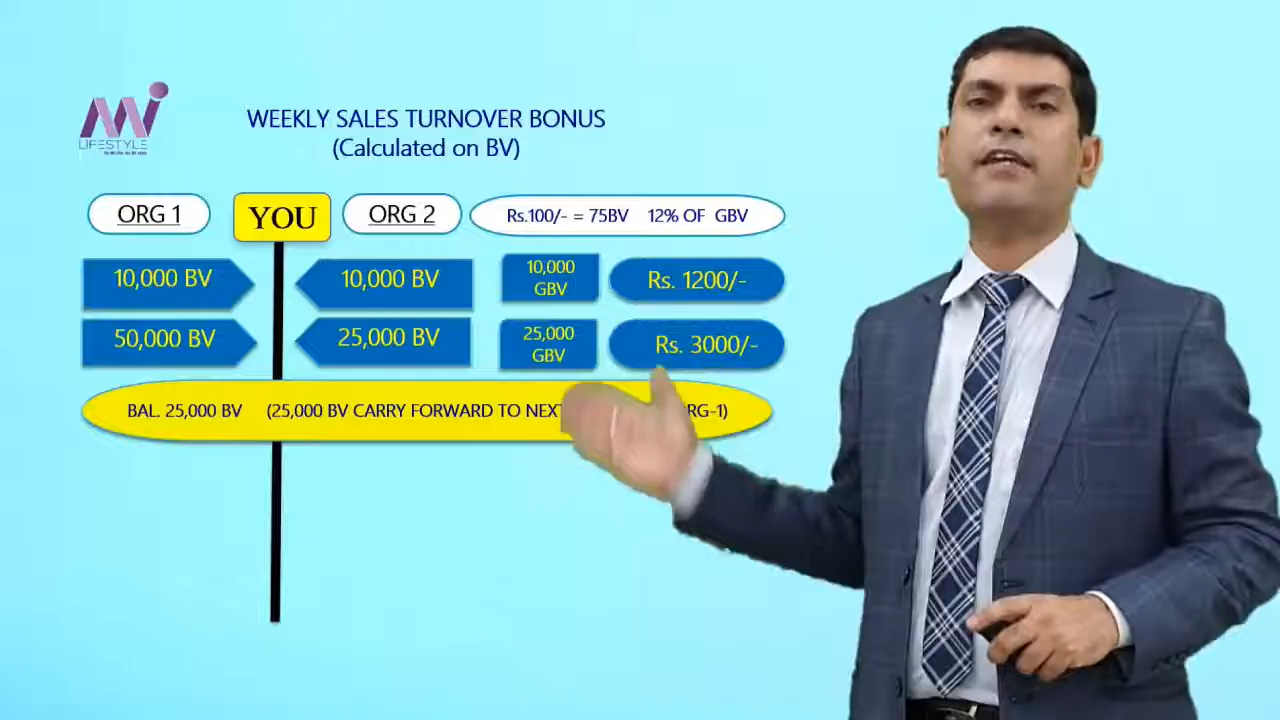 Mi
LIFESTYLE
WEEKLY SALES TURNOVER BONUS
(Calculated on BV)
ORG 1
YOU
ORG 2
Rs.100/- = 75BV 12% OF GBV
10,000 BV
10,000 BV
10,000
GBV
Rs. 1200/-
50,000 BV
25,000 BV
25,000
GBV
Rs. 3000/-
BAL. 25,000 BV (25,000 BV CARRY FORWARD TO NEX RG-1)